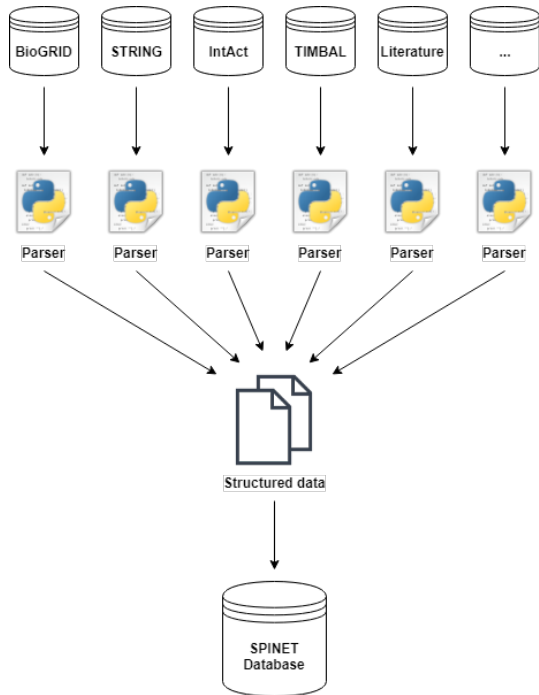 BioGRID STRING IntAct TIMBAL Literature ...
Parser Parser Parser Parser Parser Parser
Structured data
SPINET
Database